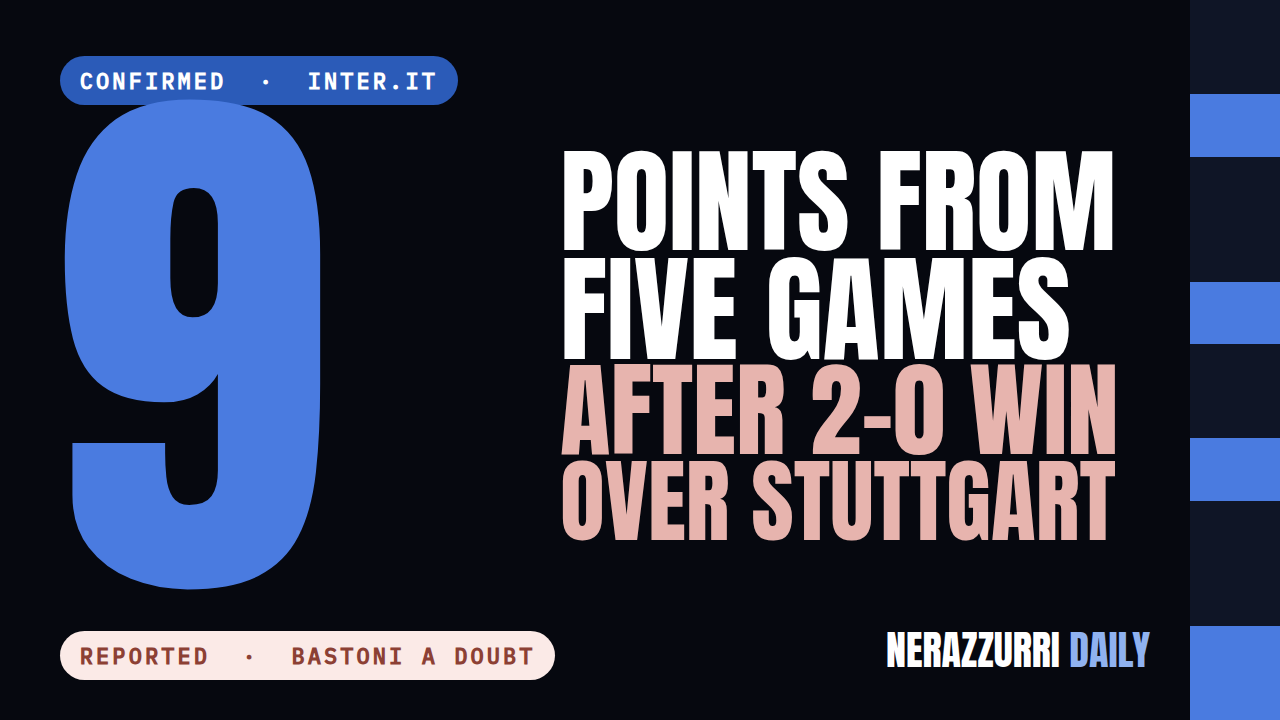 CONFIRMED · INTER.IT
9
POINTS FROM
FIVE GAMES
AFTER 2-0 WIN
OVER STUTTGART
REPORTED · BASTONI A DOUBT
NERAZZURRI DAILY